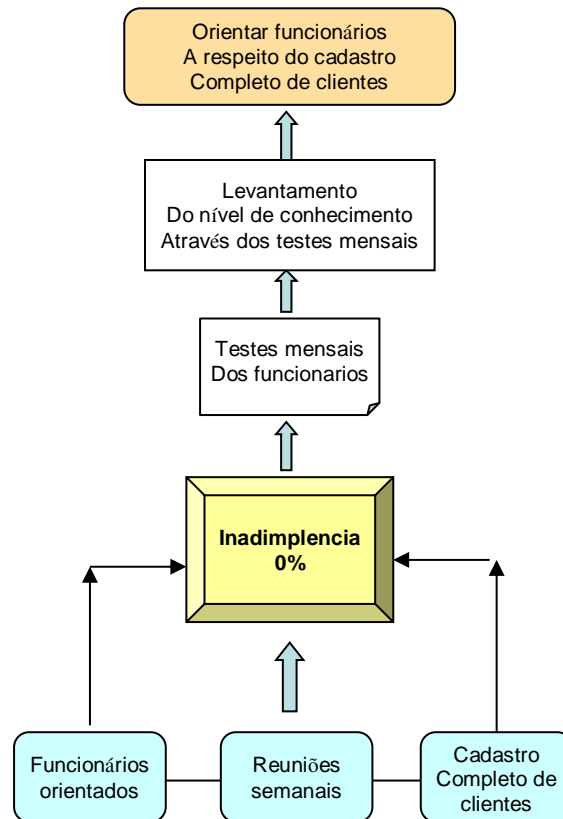 Orientar funcionários
A respeito do cadastro
Completo de clientes
Levantamento
Do nível de conhecimento
Através dos testes mensais
Testes mensais
Dos funcionarios
Inadimplencia
0%
Funcionários
orientados
Reuniões
semanais
Cadastro
Completo de
clientes